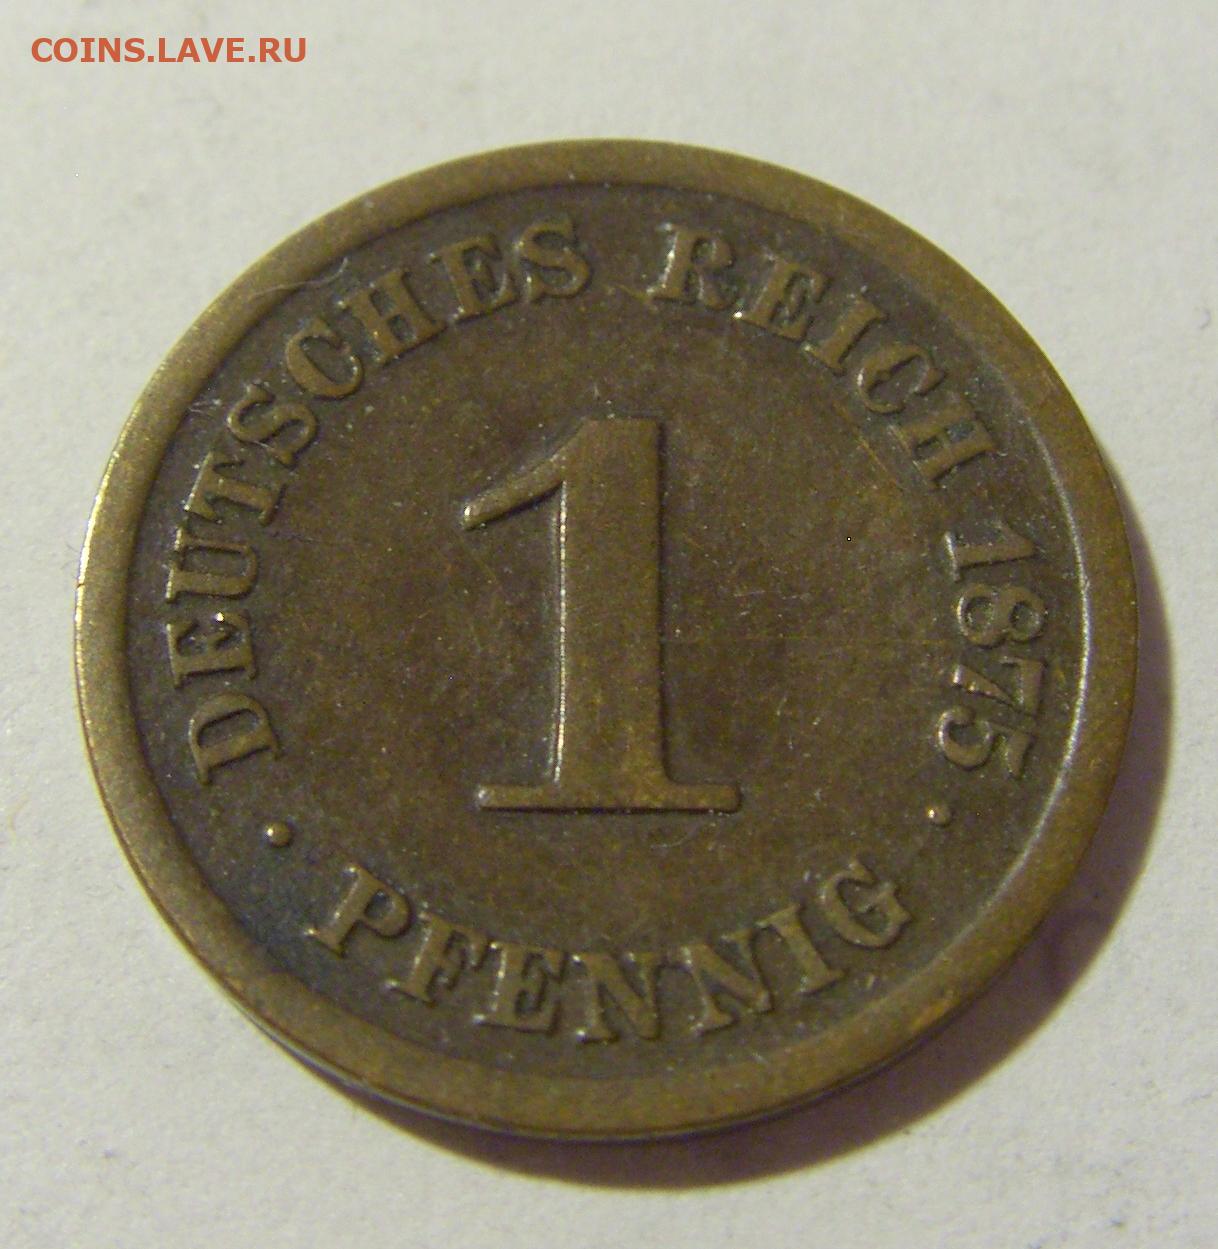 COINS.LAVE.RU
DEUTSCHES REICH 1875
1
· PFENNIG ·